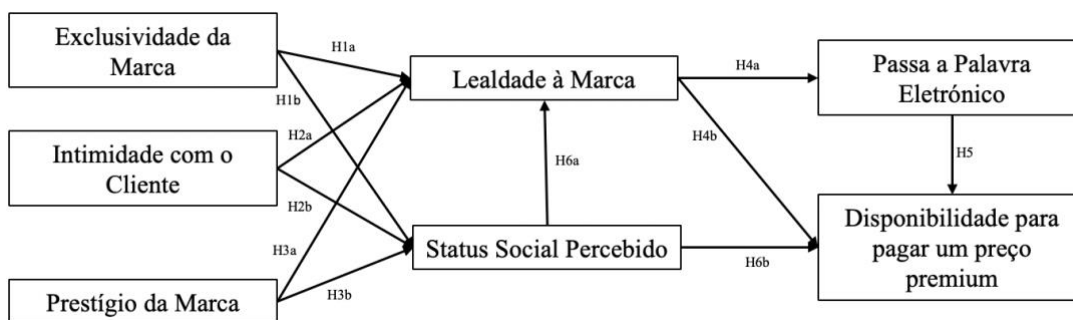 Exclusividade da
Marca
Intimidade com o
Cliente
Prestígio da Marca
H1a
H1b
H2a
H2b
H3a
H3b
Lealdade à Marca
H6a
Status Social Percebido
H4a
H4b
H6b
Passa a Palavra
Eletrónico
H5
Disponibilidade para
pagar um preço
premium